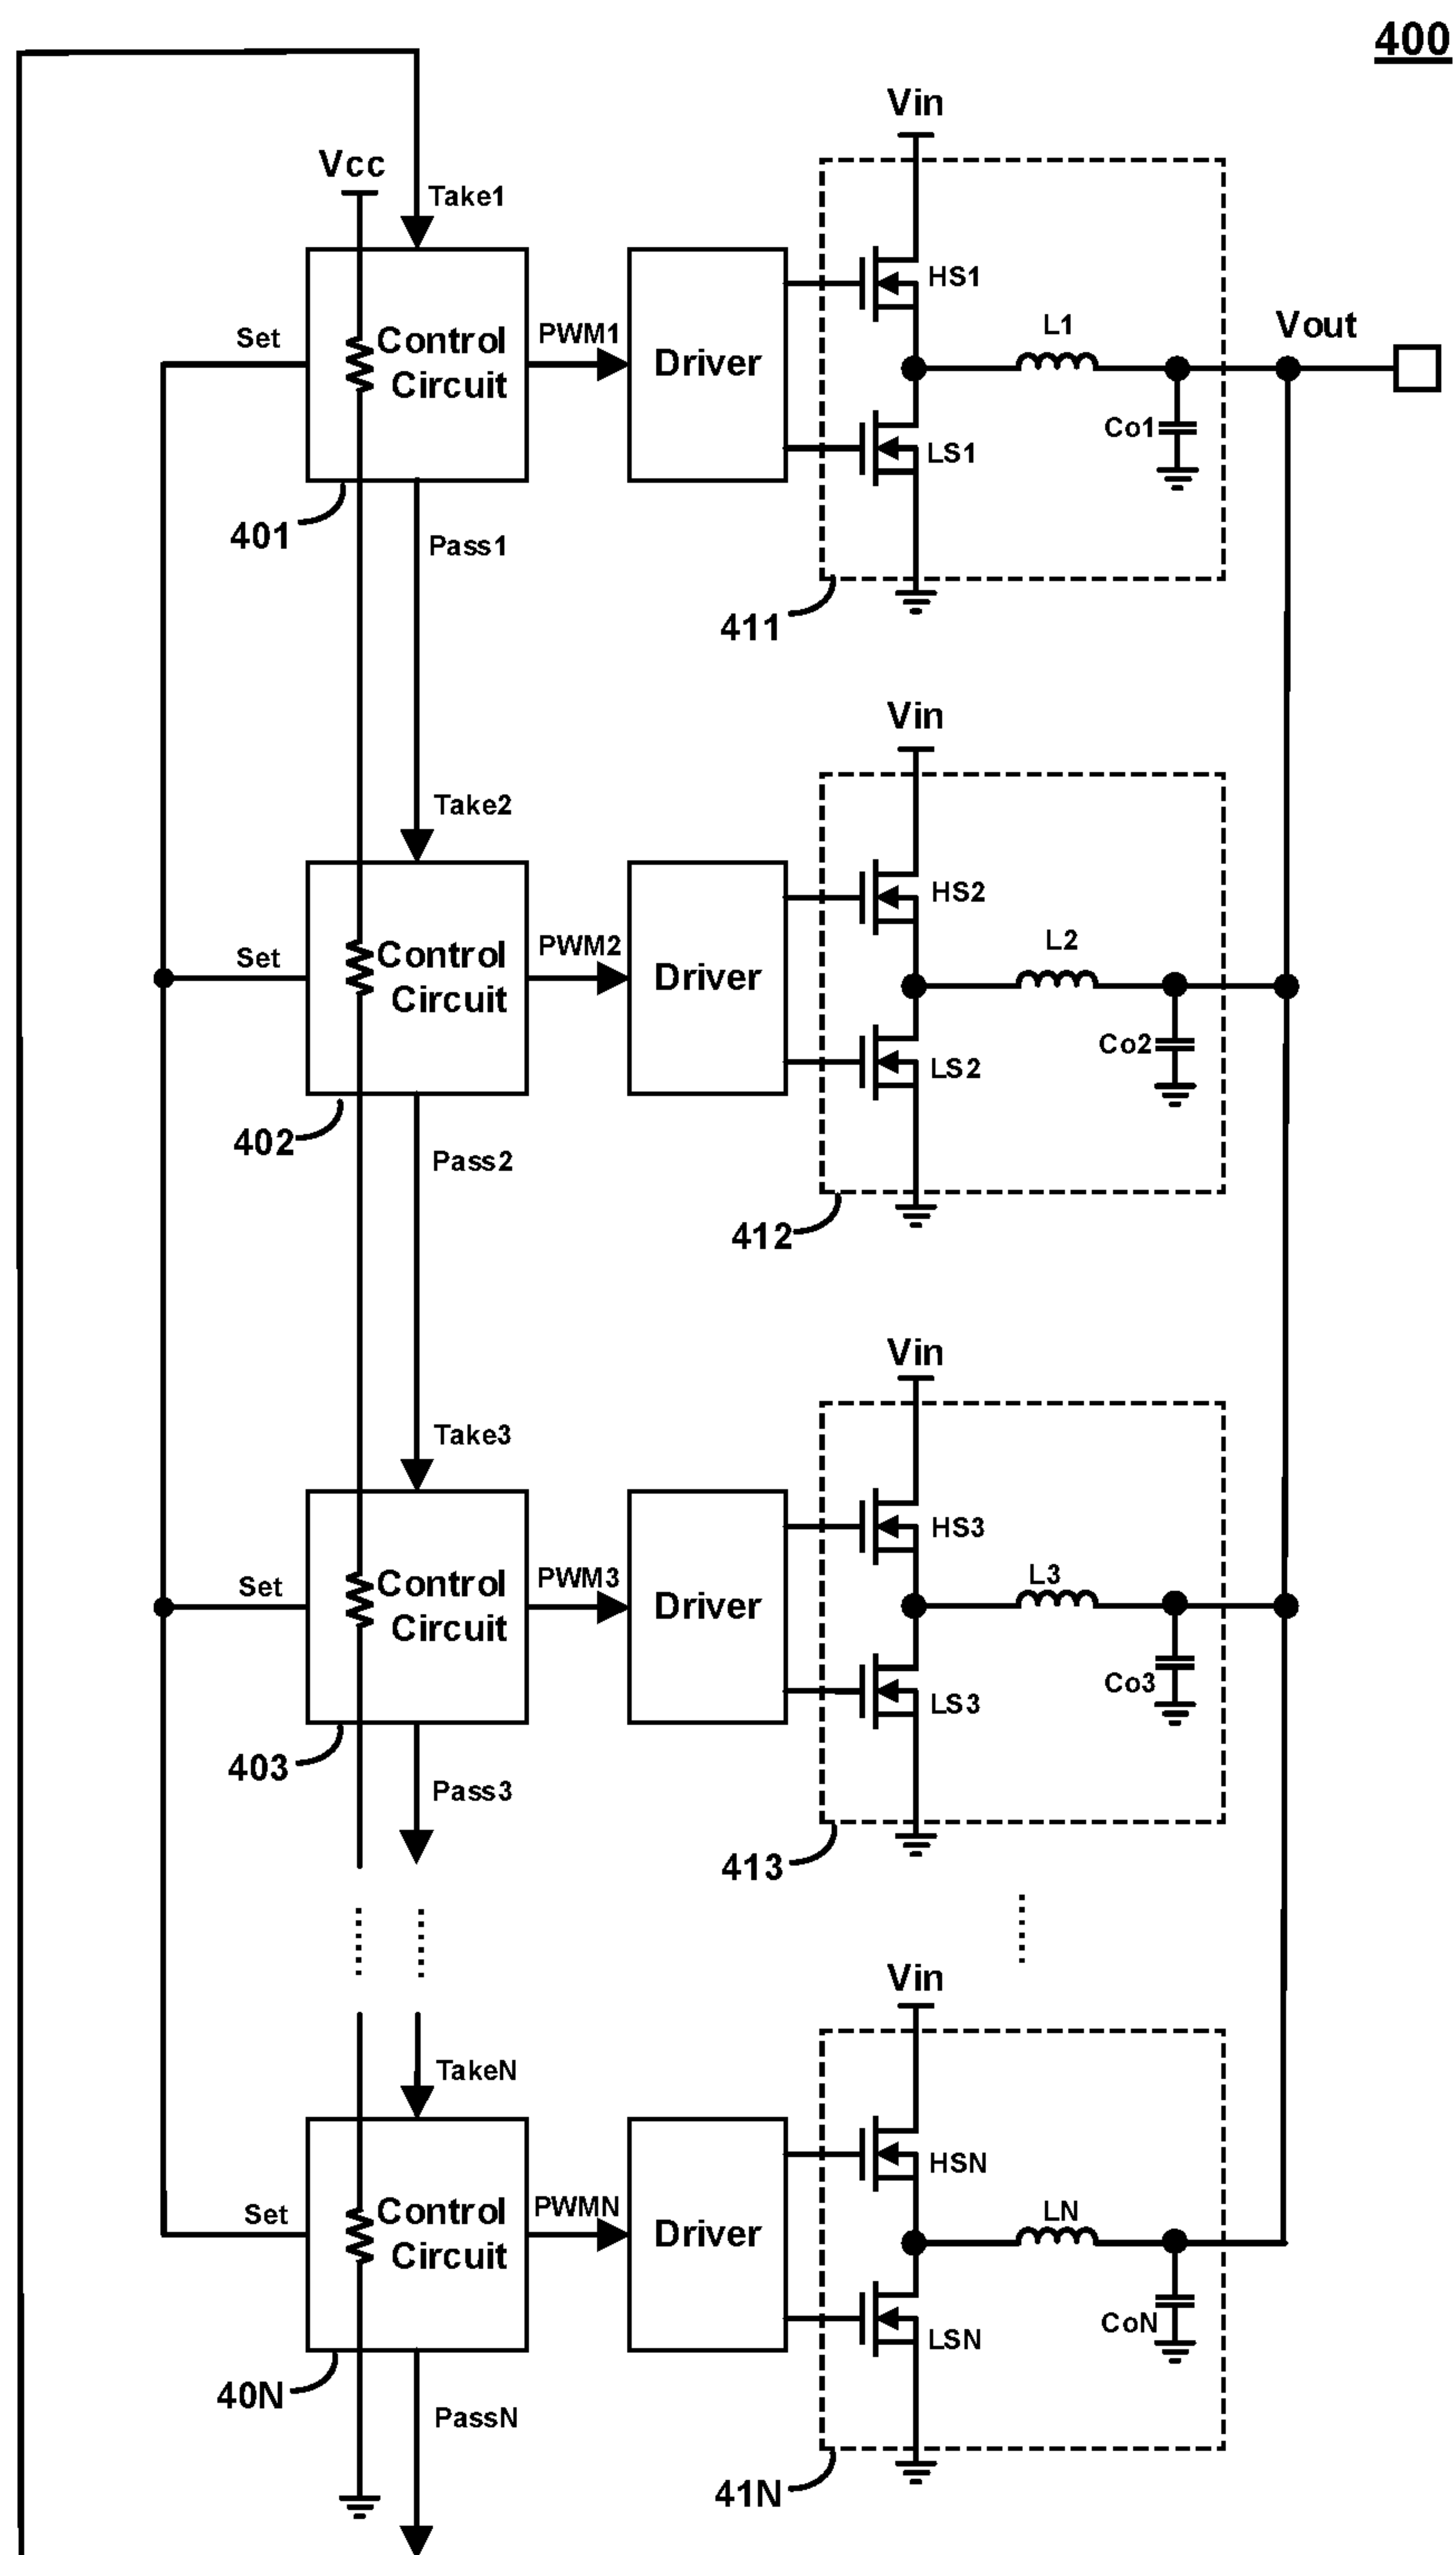 400
Vin
Vcc
Take1
HS1
Set
Control
Circuit
PWM1
Driver
L1
Vout
Co1
LS1
401
Pass1
411
Vin
Take2
HS2
Set
Control
Circuit
PWM2
Driver
L2
Co2
LS2
402
Pass2
412
Vin
Take3
HS3
Set
Control
Circuit
PWM3
Driver
L3
Co3
LS3
403
Pass3
413
Vin
TakeN
HSN
Set
Control
Circuit
PWMN
Driver
LN
CoN
LSN
40N
PassN
41N